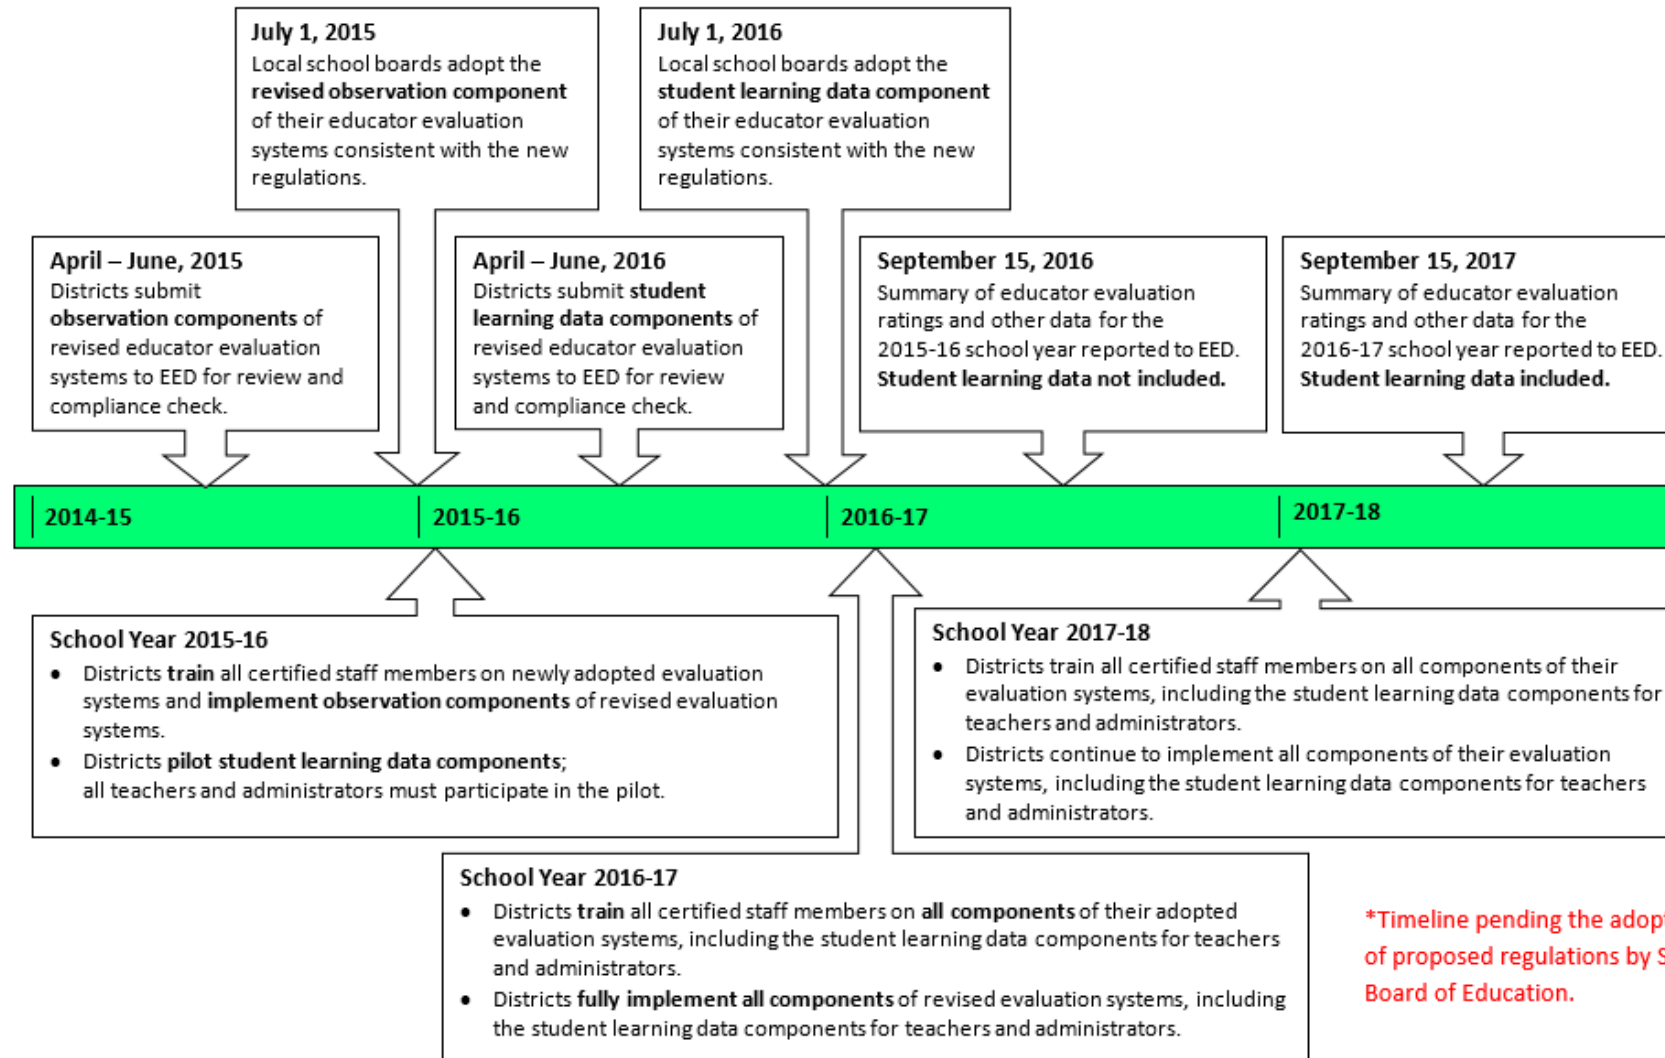 July 1, 2015
Local school boards adopt the
revised observation component
of their educator evaluation
systems consistent with the new
regulations.
July 1, 2016
Local school boards adopt the
student learning data component
of their educator evaluation
systems consistent with the new
regulations.
April – June, 2015
Districts submit
observation components of
revised educator evaluation
systems to EED for review and
compliance check.
April – June, 2016
Districts submit student
learning data components of
revised educator evaluation
systems to EED for review
and compliance check.
September 15, 2016
Summary of educator evaluation
ratings and other data for the
2015-16 school year reported to EED.
Student learning data not included.
September 15, 2017
Summary of educator evaluation
ratings and other data for the
2016-17 school year reported to EED.
Student learning data included.
2014-15
2015-16
2016-17
2017-18
School Year 2015-16
• Districts train all certified staff members on newly adopted evaluation
systems and implement observation components of revised evaluation
systems.
• Districts pilot student learning data components;
all teachers and administrators must participate in the pilot.
School Year 2017-18
• Districts train all certified staff members on all components of their
evaluation systems, including the student learning data components for
teachers and administrators.
• Districts continue to implement all components of their evaluation
systems, including the student learning data components for teachers
and administrators.
School Year 2016-17
• Districts train all certified staff members on all components of their adopted
evaluation systems, including the student learning data components for teachers
and administrators.
• Districts fully implement all components of revised evaluation systems, including
the student learning data components for teachers and administrators.
*Timeline pending the
of proposed regulations by
Board of Education.